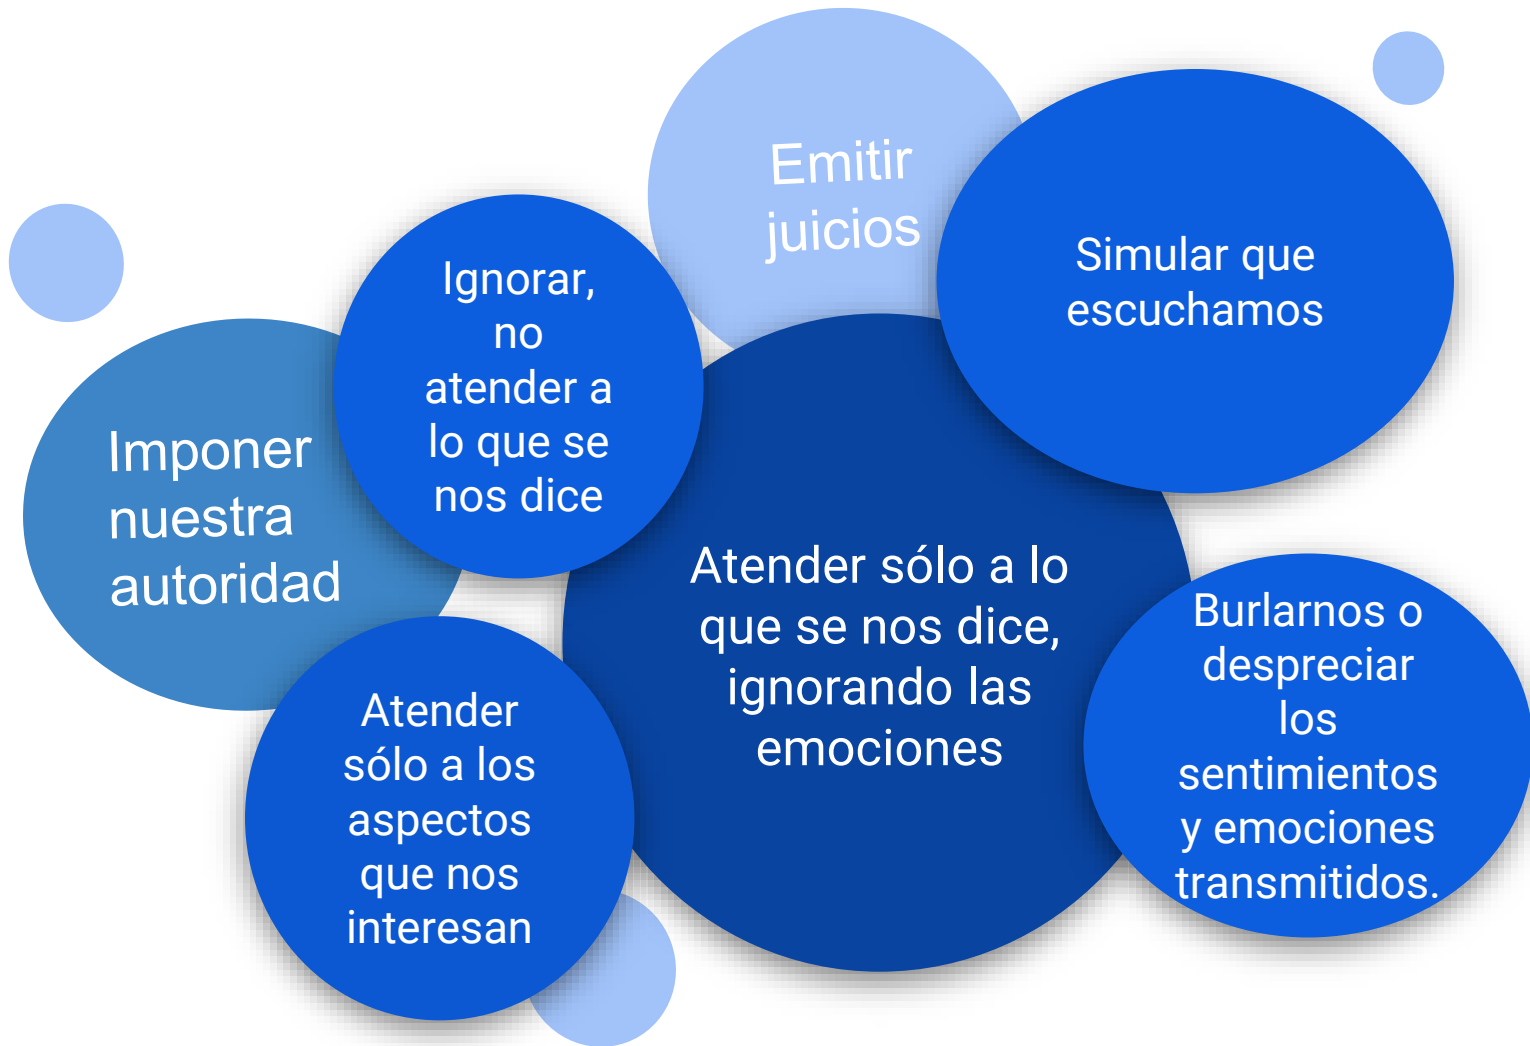 Emitir
juicios
Simular que
escuchamos
Ignorar,
no
atender a
lo que se
nos dice
Imponer
nuestra
autoridad
Atender sólo a lo
que se nos dice,
ignorando las
emociones
Burlarnos o
despreciar
los
sentimientos
y emociones
transmitidos.
Atender
sólo a los
aspectos
que nos
interesan